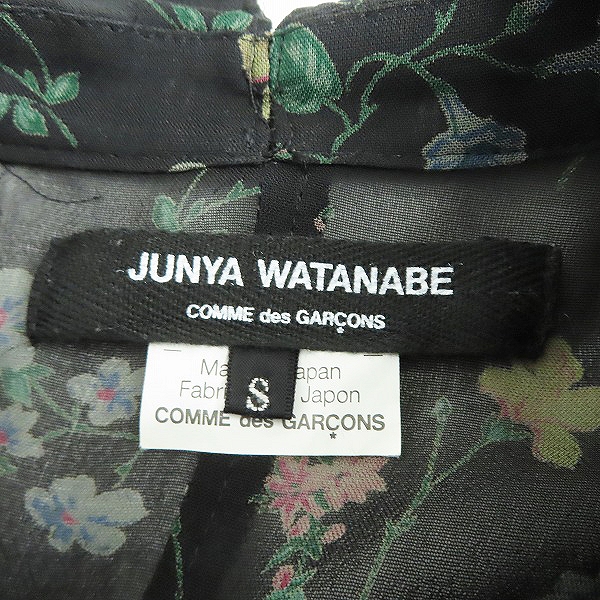 JUNYA WATANABE
COMME des GARÇONS
S
Ma apan
Fabri Japon
COMME des GARÇONS